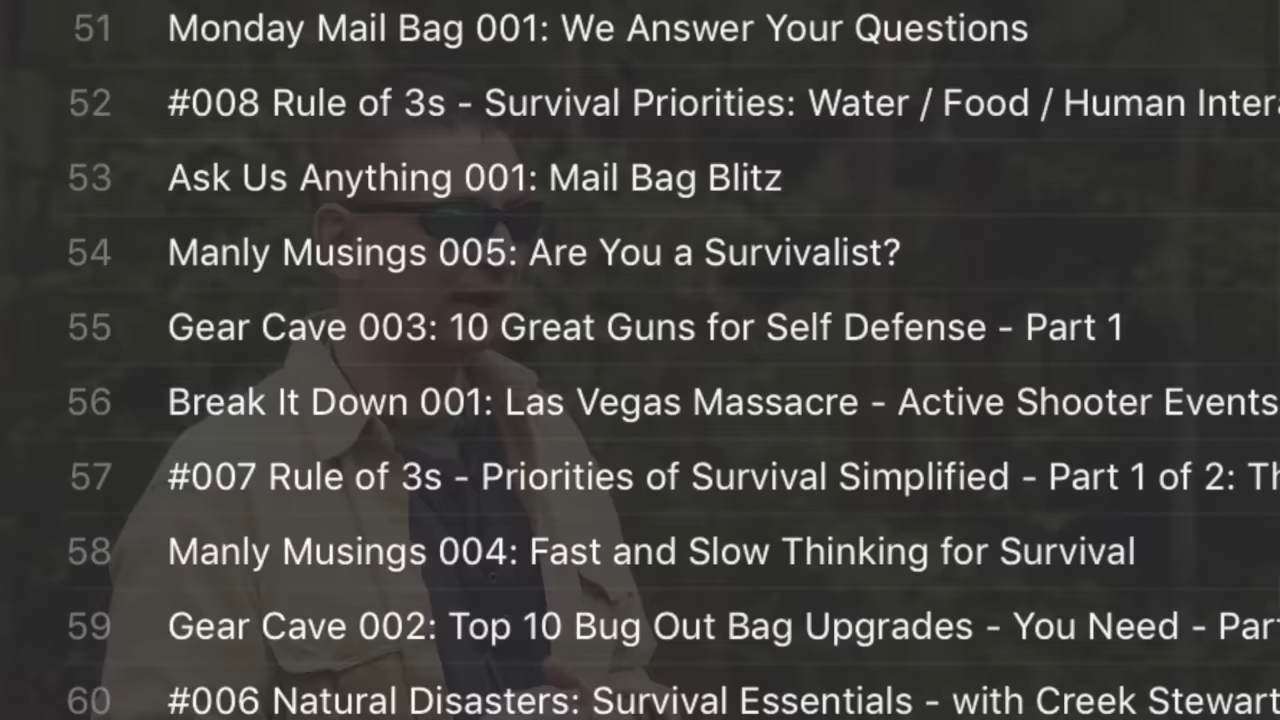 51 Monday Mail Bag 001: We Answer Your Questions
52 #008 Rule of 3s - Survival Priorities: Water / Food / Human Inter
53 Ask Us Anything 001: Mail Bag Blitz
54 Manly Musings 005: Are You a Survivalist?
55 Gear Cave 003: 10 Great Guns for Self Defense - Part 1
56 Break It Down 001: Las Vegas Massacre - Active Shooter Events
57 #007 Rule of 3s - Priorities of Survival Simplified - Part 1 of 2: Th
58 Manly Musings 004: Fast and Slow Thinking for Survival
59 Gear Cave 002: Top 10 Bug Out Bag Upgrades - You Need - Par
60 #006 Natural Disasters: Survival Essentials - with Creek Stewart